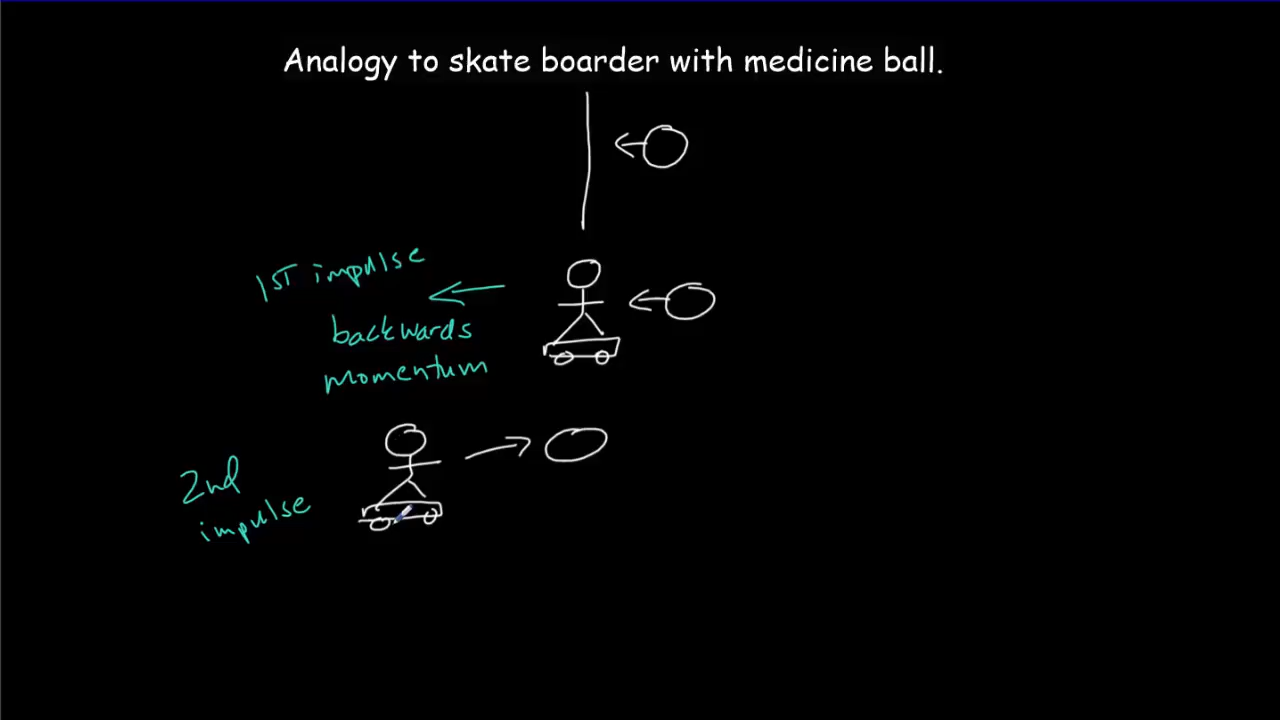 Analogy to skate boarder with medicine ball.
1ST impulse
backwards
momentum
2nd
impulse